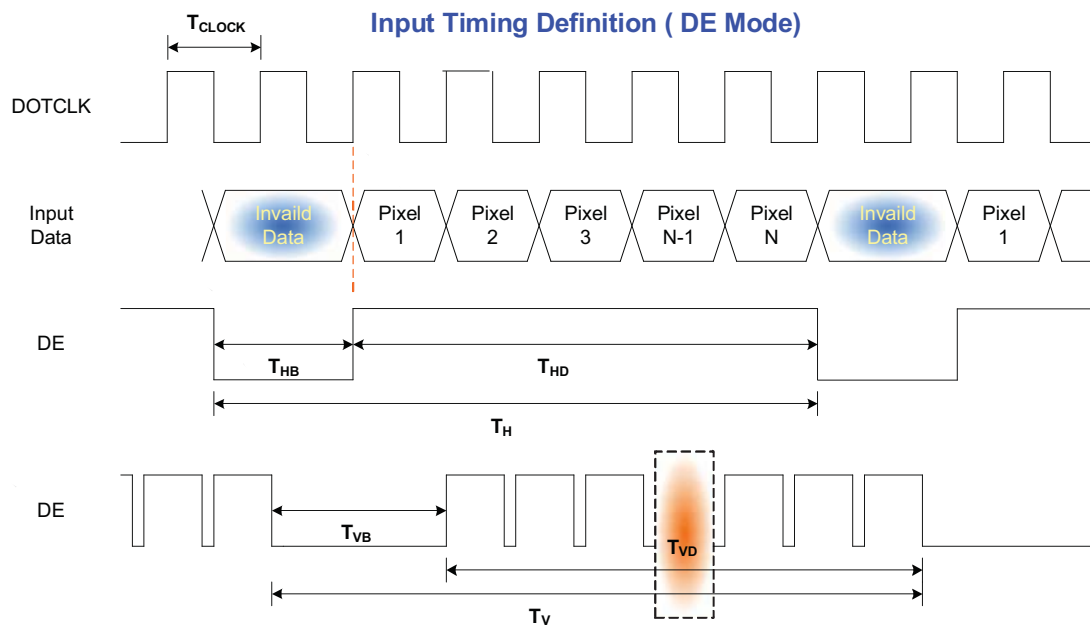 Input Timing Definition ( DE Mode)
TCLOCK
DOTCLK
Input
Data
Invaild
Data
Pixel
1
Pixel
2
Pixel
3
Pixel
N-1
Pixel
N
Invaild
Data
Pixel
1
DE
THB
THD
TH
DE
TVB
TVD
TV